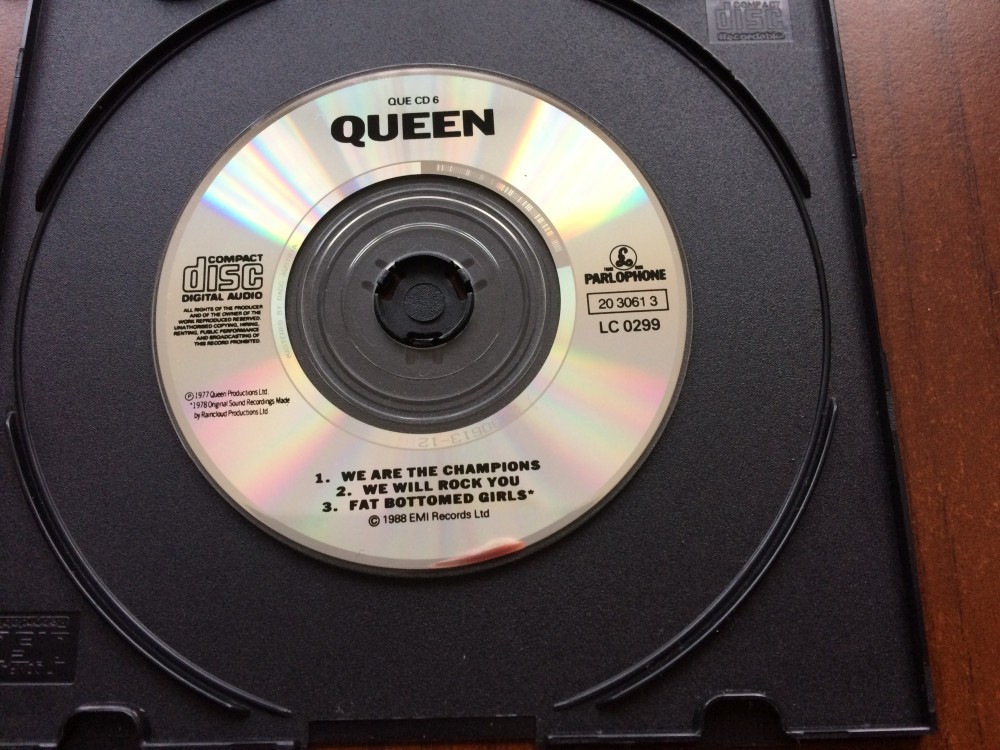 QUE CD 6
QUEEN
COMPACT
disc
DIGITAL AUDIO
ALL RIGHTS OF THE PRODUCER
AND OF THE OWNER OF THE
WORK REPRODUCED RESERVED.
UNAUTHORISED COPYING, HIRING,
RENTING, PUBLIC PERFORMANCE
AND BROADCASTING OF
THIS RECORD PROHIBITED.
℗ 1977 Queen Productions Ltd.
*1978 Original Sound Recordings Made
by Raincloud Productions Ltd.
£
PARLOPHONE
20 3061 3
LC 0299
1. WE ARE THE CHAMPIONS
2. WE WILL ROCK YOU
3. FAT BOTTOMED GIRLS*
© 1988 EMI Records Ltd
COMPACT
disc
Recordable